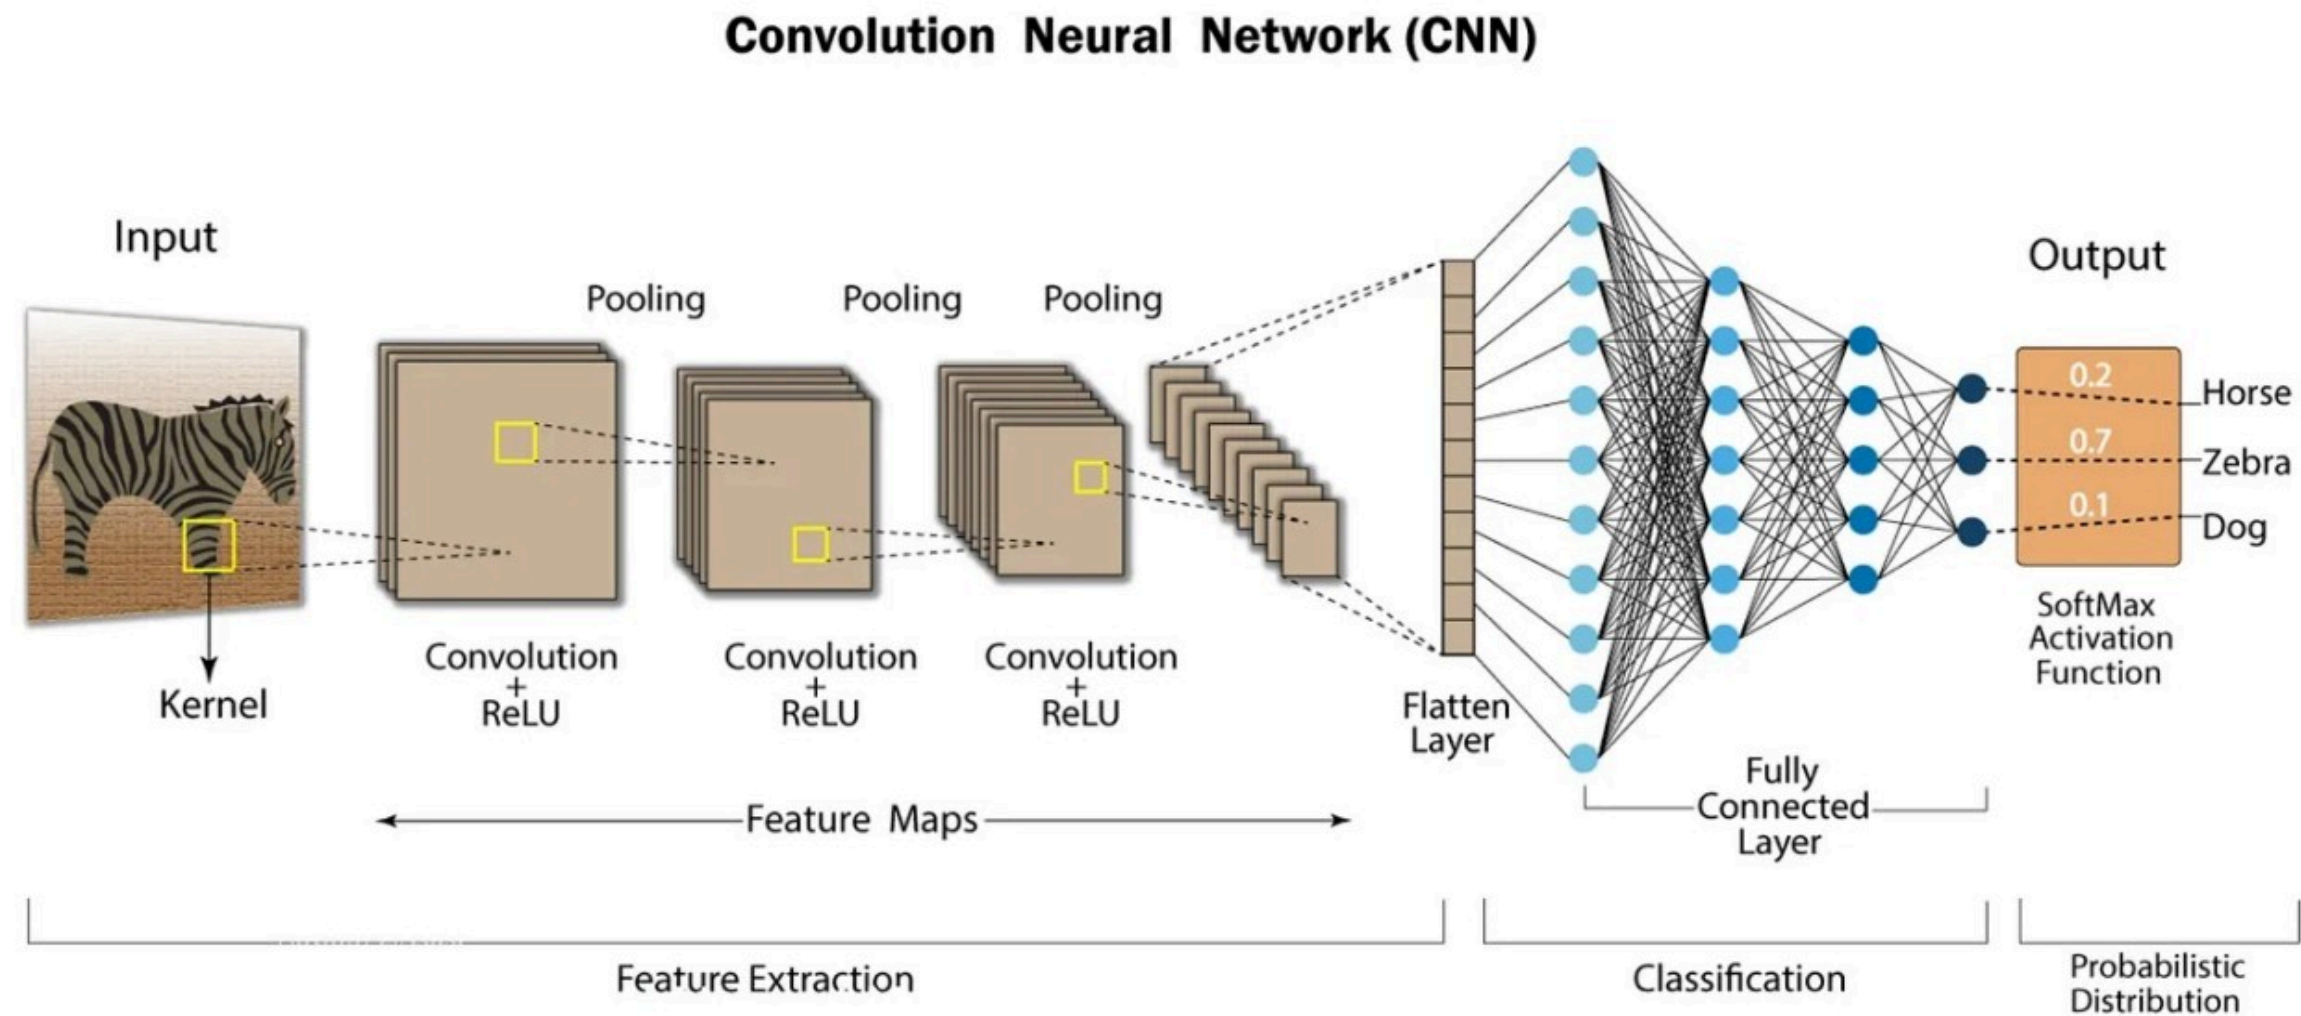 Convolution Neural Network (CNN)
Input
Pooling
Pooling
Pooling
Output
0.2
Horse
0.7
Zebra
0.1
Dog
SoftMax
Activation
Function
Kernel
Convolution
+
ReLU
Convolution
+
ReLU
Convolution
+
ReLU
Flatten
Layer
Fully
Connected
Layer
Feature Maps
Feature Extraction
Classification
Probabilistic
Distribution